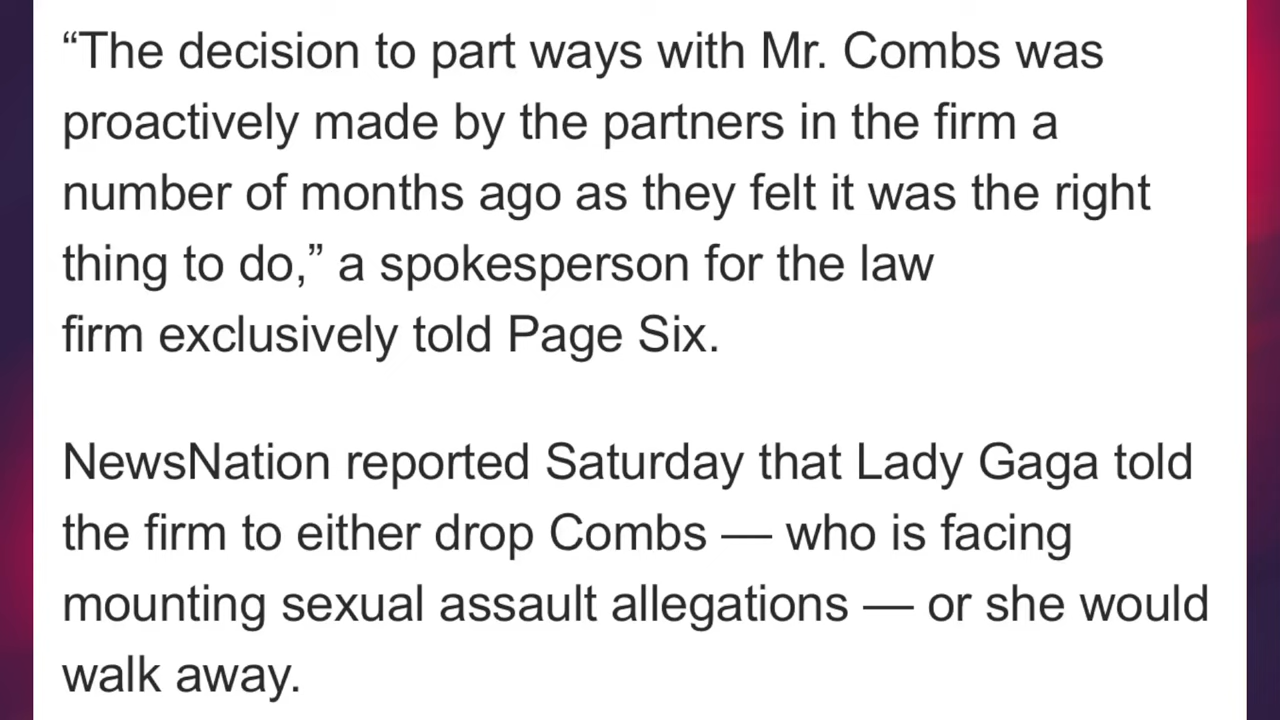 “The decision to part ways with Mr. Combs was
proactively made by the partners in the firm a
number of months ago as they felt it was the right
thing to do,” a spokesperson for the law
firm exclusively told Page Six.
NewsNation reported Saturday that Lady Gaga told
the firm to either drop Combs — who is facing
mounting sexual assault allegations — or she would
walk away.